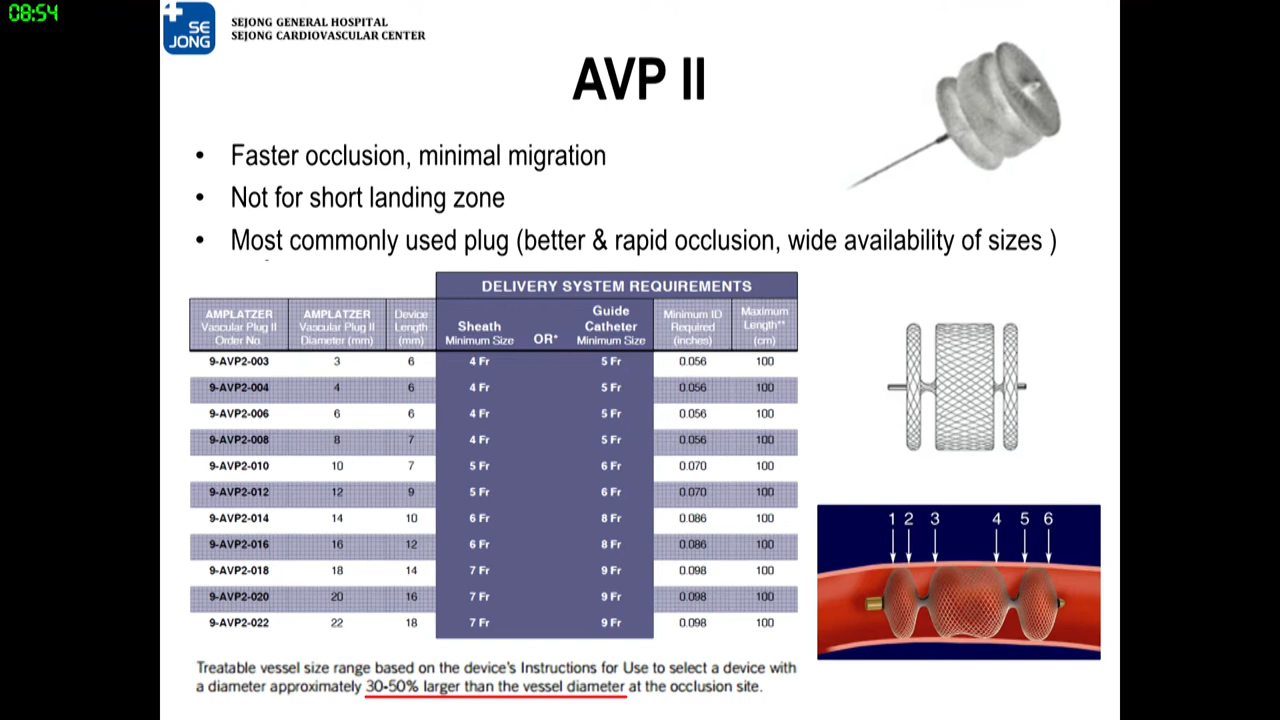 08:54
SE
JONG
SEJONG GENERAL HOSPITAL
SEJONG CARDIOVASCULAR CENTER
AVP II
• Faster occlusion, minimal migration
• Not for short landing zone
• Most commonly used plug (better & rapid occlusion, wide availability of sizes )
DELIVERY SYSTEM REQUIREMENTS
AMPLATZER Vascular Plug II Order No. AMPLATZER Vascular Plug II Diameter (mm) Device Length (mm) Sheath Minimum Size OR* Guide Catheter Minimum Size Minimum ID Required (inches) Maximum Length** (cm)
9-AVP2-003 3 6 4 Fr 5 Fr 0.056 100
9-AVP2-004 4 6 4 Fr 5 Fr 0.056 100
9-AVP2-006 6 6 4 Fr 5 Fr 0.056 100
9-AVP2-008 8 7 4 Fr 5 Fr 0.056 100
9-AVP2-010 10 7 5 Fr 6 Fr 0.070 100
9-AVP2-012 12 9 5 Fr 6 Fr 0.070 100
9-AVP2-014 14 10 6 Fr 8 Fr 0.086 100
9-AVP2-016 16 12 6 Fr 8 Fr 0.086 100
9-AVP2-018 18 14 7 Fr 9 Fr 0.098 100
9-AVP2-020 20 16 7 Fr 9 Fr 0.098 100
9-AVP2-022 22 18 7 Fr 9 Fr 0.098 100
1 2 3 4 5 6
Treatable vessel size range based on the device's Instructions for Use to select a device with
a diameter approximately 30-50% larger than the vessel diameter at the occlusion site.